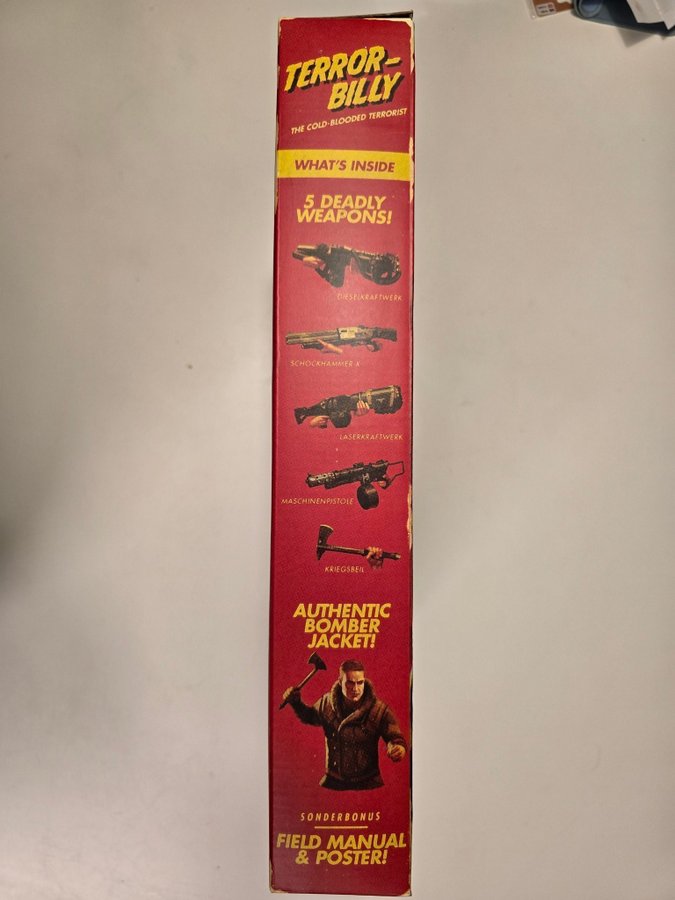 TERROR-
BILLY
THE COLD-BLOODED TERRORIST
WHAT'S INSIDE
5 DEADLY
WEAPONS!
DIESELKRAFTWERK
SCHOCKHAMMER X
LASERKRAFTWERK
MASCHINENPISTOLE
KRIEGSBEIL
AUTHENTIC
BOMBER
JACKET!
SONDERBONUS
FIELD MANUAL
& POSTER!